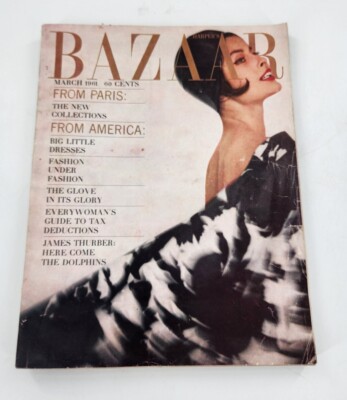 HARPER'S
BAZAAR
MARCH 1961 60 CENTS
FROM PARIS:
THE NEW
COLLECTIONS
FROM AMERICA:
BIG LITTLE
DRESSES
FASHION
UNDER
FASHION
THE GLOVE
IN ITS GLORY
EVERYWOMAN'S
GUIDE TO TAX
DEDUCTIONS
JAMES THURBER:
HERE COME
THE DOLPHINS